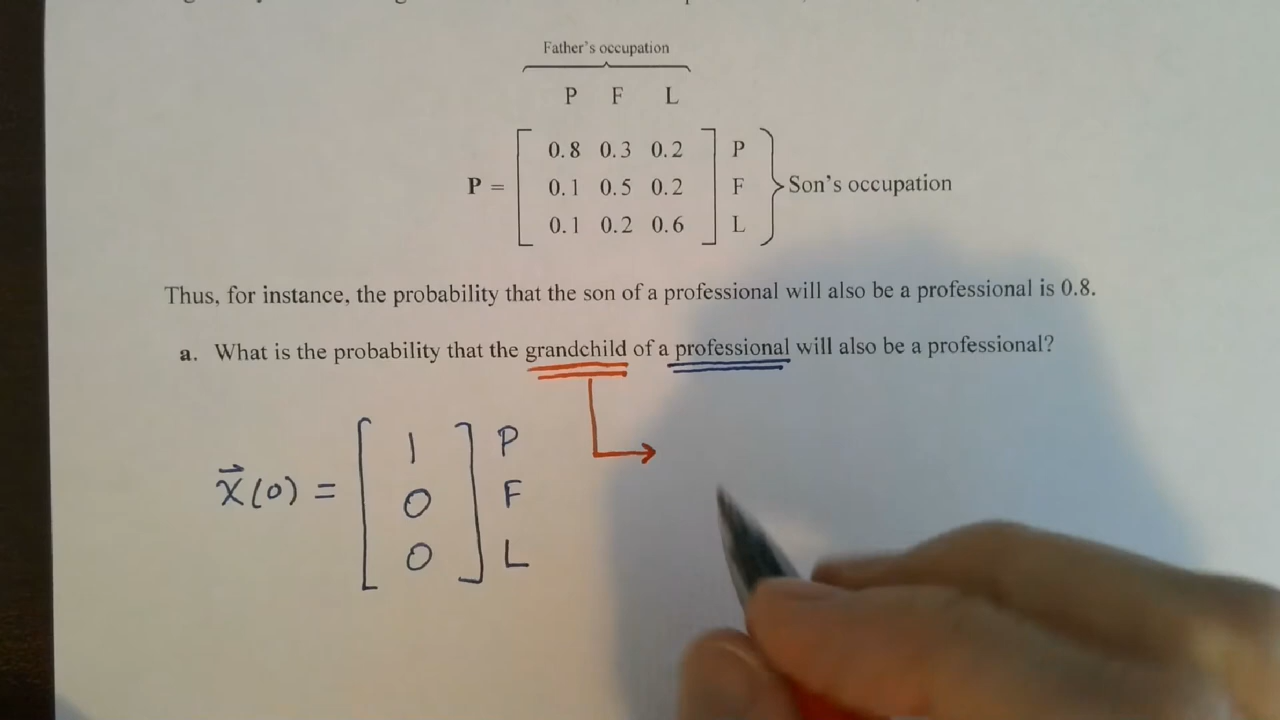 Father's occupation
P F L
0.8 0.3 0.2 P
P = 0.1 0.5 0.2 F Son's occupation
0.1 0.2 0.6 L
Thus, for instance, the probability that the son of a professional will also be a professional is 0.8.
a. What is the probability that the grandchild of a professional will also be a professional?
1 P
x(0) = 0 F
0 L